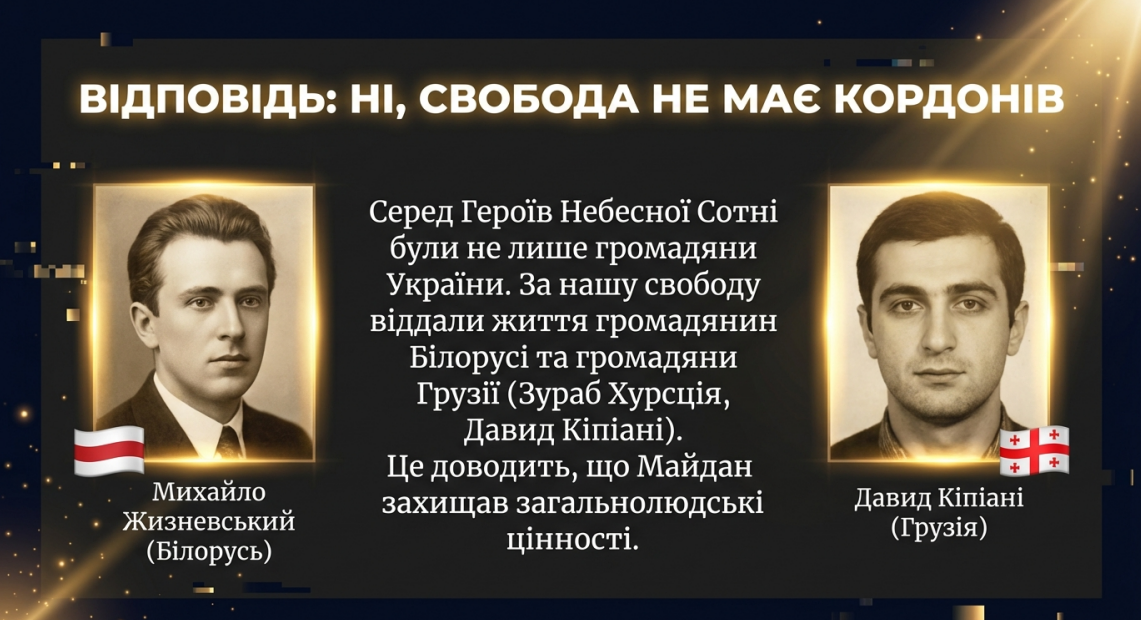 ВІДПОВІДЬ: НІ, СВОБОДА НЕ МАЄ КОРДОНІВ
Серед Героїв Небесної Сотні
були не лише громадяни
України. За нашу свободу
віддали життя громадянин
Білорусі та громадяни
Грузії (Зураб Хурсція,
Давид Кіпіані).
Це доводить, що Майдан
захищав загальнолюдські
цінності.
Михайло
Жизневський
(Білорусь)
Давид Кіпіані
(Грузія)